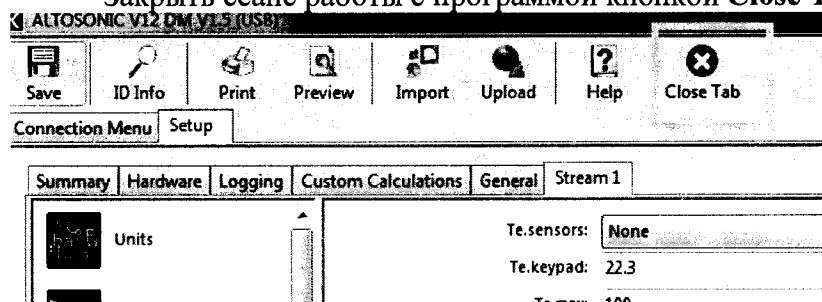 Закрыть сеанс работы с программой кнопкой Close
ALTOSONIC V12 DM V1.5 (USB)
Save ID Info Print Preview Import Upload Help Close Tab
Connection Menu Setup
Summary Hardware Logging Custom Calculations General Stream 1
Units
Te.sensors: None
Te.keypad: 22.3
100